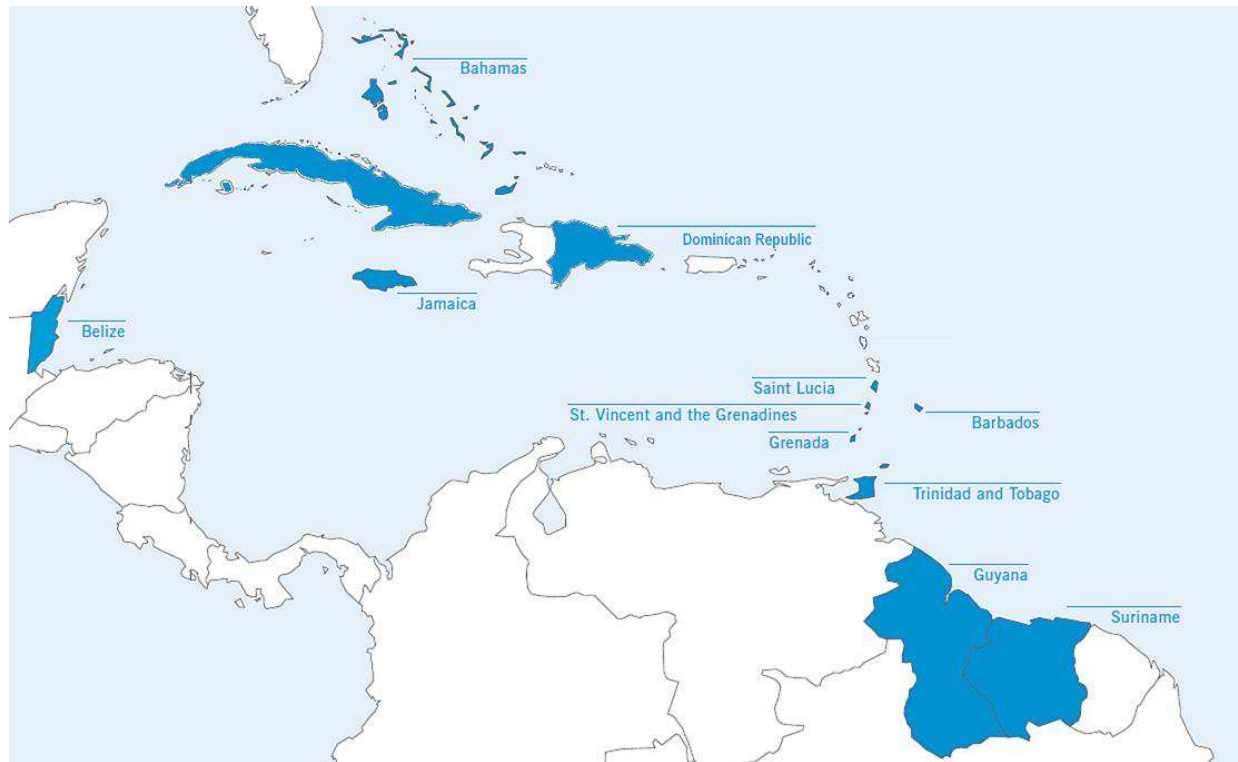 Bahamas
Dominican Republic
Jamaica
Belize
Saint Lucia
St. Vincent and the Grenadines
Barbados
Grenada
Trinidad and Tobago
Guyana
Suriname